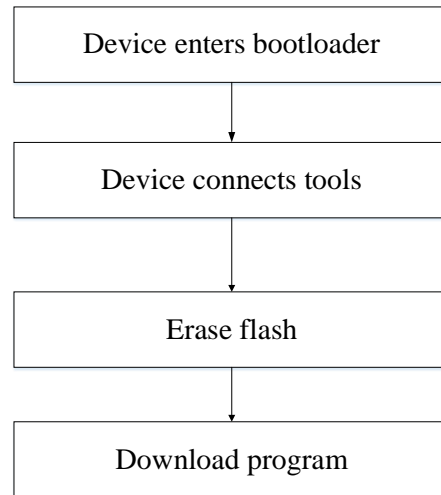 Device enters bootloader
Device connects tools
Erase flash
Download program